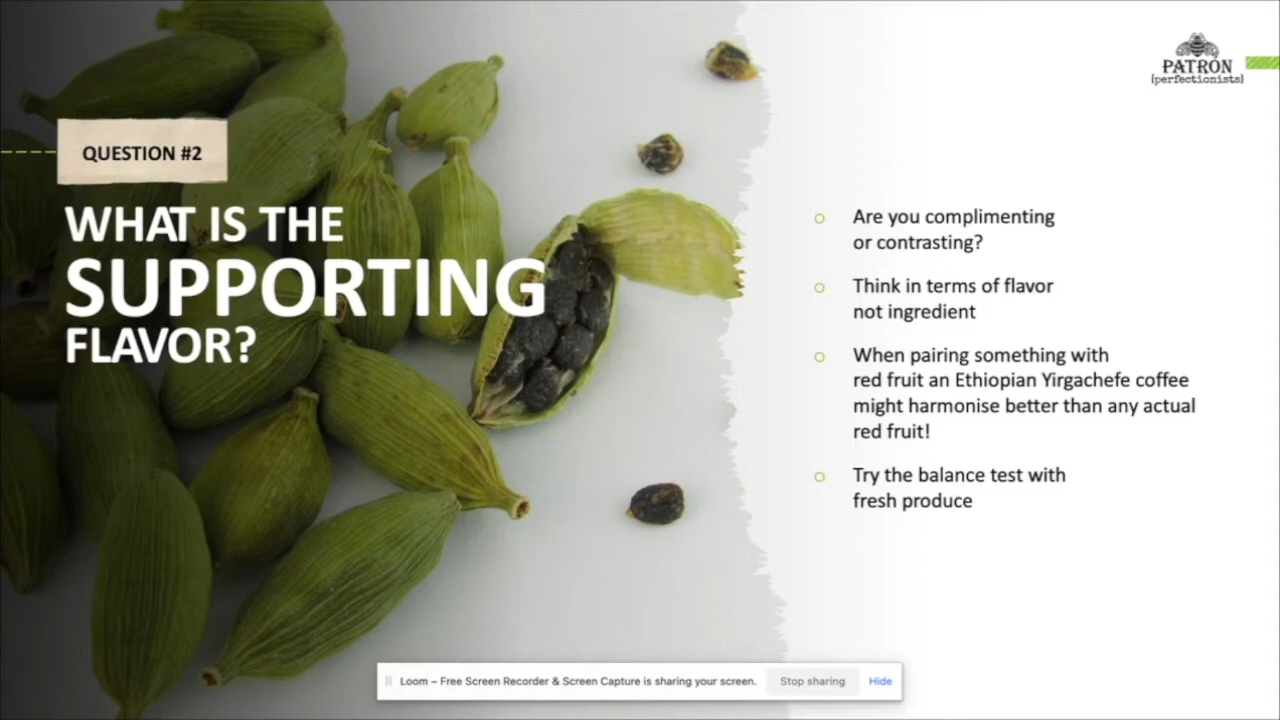 PATRÓN
[perfectionists]
QUESTION #2
WHAT IS THE
SUPPORTING
FLAVOR?
Are you complimenting
or contrasting?
Think in terms of flavor
not ingredient
When pairing something with
red fruit an Ethiopian Yirgachefe coffee
might harmonise better than any actual
red fruit!
Try the balance test with
fresh produce
Loom – Free Screen Recorder & Screen Capture is sharing your screen.
Stop sharing
Hide